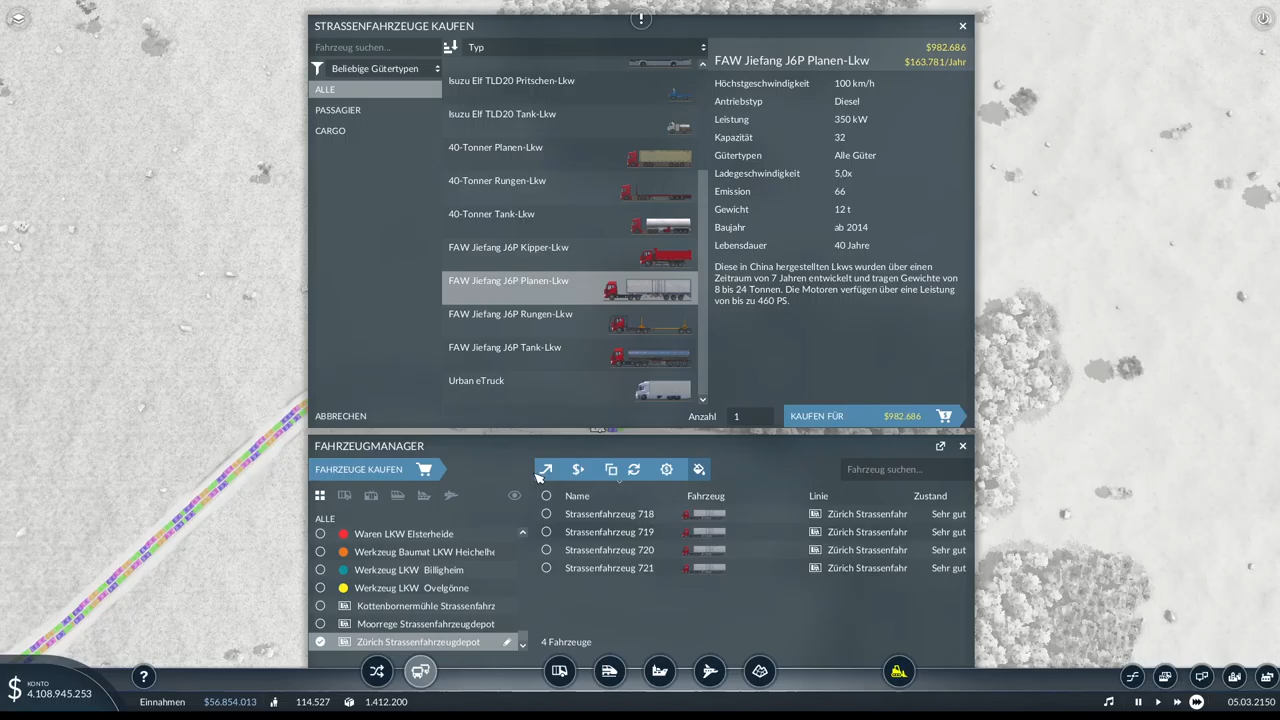 STRASSENFAHRZEUGE KAUFEN
Fahrzeug suchen...
Typ
Beliebige Gütertypen
ALLE
PASSAGIER
CARGO
Isuzu Elf TLD20 Pritschen-Lkw
Isuzu Elf TLD20 Tank-Lkw
40-Tonner Planen-Lkw
40-Tonner Rungen-Lkw
40-Tonner Tank-Lkw
FAW Jiefang J6P Kipper-Lkw
FAW Jiefang J6P Planen-Lkw
FAW Jiefang J6P Rungen-Lkw
FAW Jiefang J6P Tank-Lkw
Urban eTruck
FAW Jiefang J6P Planen-Lkw
$982.686
$163.781/Jahr
Höchstgeschwindigkeit 100 km/h
Antriebstyp Diesel
Leistung 350 kW
Kapazität 32
Gütertypen Alle Güter
Ladegeschwindigkeit 5,0x
Emission 66
Gewicht 12 t
Baujahr ab 2014
Lebensdauer 40 Jahre
Diese in China hergestellten Lkws wurden über einen
Zeitraum von 7 Jahren entwickelt und tragen Gewichte von
8 bis 24 Tonnen. Die Motoren verfügen über eine Leistung
von bis zu 460 PS.
ABBRECHEN
Anzahl 1
KAUFEN FÜR $982.686
FAHRZEUGMANAGER
FAHRZEUGE KAUFEN
Fahrzeug suchen...
ALLE
Waren LKW Elsterheide
Werkzeug Baumat LKW Heichelhe
Werkzeug LKW Billigheim
Werkzeug LKW Ovelgönne
Kottenbornermühle Strassenfahrz
Moorrege Strassenfahrzeugdepot
Zürich Strassenfahrzeugdepot
Name Fahrzeug Linie Zustand
Strassenfahrzeug 718 Zürich Strassenfahr Sehr gut
Strassenfahrzeug 719 Zürich Strassenfahr Sehr gut
Strassenfahrzeug 720 Zürich Strassenfahr Sehr gut
Strassenfahrzeug 721 Zürich Strassenfahr Sehr gut
4 Fahrzeuge
$ KONTO
4.108.945.253
?
Einnahmen $56.854.013 114.527 1.412.200
05.03.2150